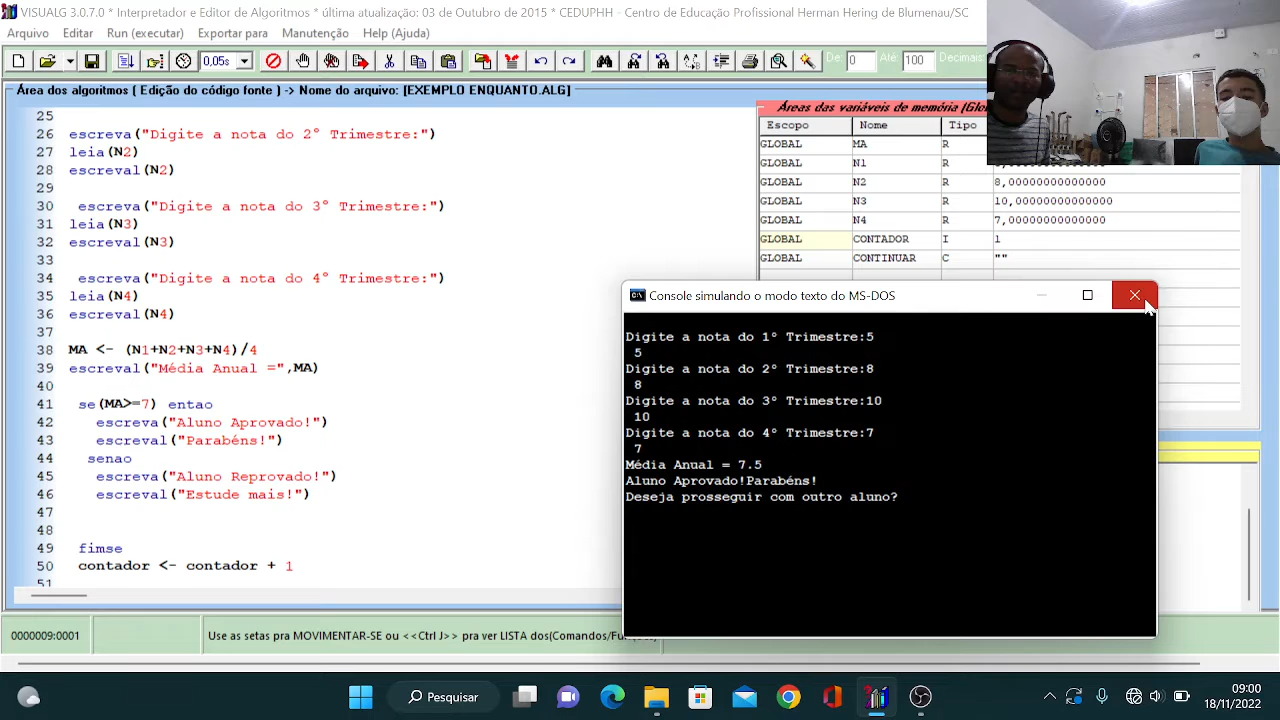 VISUALG 3.0.7.0 * Interpretador e Editor de Algoritmos * última atualização: 03 de Outubro de 2015 * CEDUPHH - Centro de Educação Profissional Herman Hering de Blumenau/SC
Arquivo Editar Run (executar) Exportar para Manutenção Help (Ajuda)
0,05s De: 0 Até: 100 Decimais
Área dos algoritmos ( Edição do código fonte ) -> Nome do arquivo: [EXEMPLO ENQUANTO.ALG]
25
26 escreva("Digite a nota do 2° Trimestre:")
27 leia(N2)
28 escreval(N2)
29
30 escreva("Digite a nota do 3° Trimestre:")
31 leia(N3)
32 escreval(N3)
33
34 escreva("Digite a nota do 4° Trimestre:")
35 leia(N4)
36 escreval(N4)
37
38 MA <- (N1+N2+N3+N4)/4
39 escreval("Média Anual =",MA)
40
41 se(MA>=7) entao
42 escreva("Aluno Aprovado!")
43 escreval("Parabéns!")
44 senao
45 escreva("Aluno Reprovado!")
46 escreval("Estude mais!")
47
48
49 fimse
50 contador <- contador + 1
51
Áreas das variáveis de memória (Glo
Escopo Nome Tipo
GLOBAL MA R
GLOBAL N1 R
GLOBAL N2 R 8,00000000000000
GLOBAL N3 R 10,00000000000000
GLOBAL N4 R 7,00000000000000
GLOBAL CONTADOR I 1
GLOBAL CONTINUAR C ""
Console simulando o modo texto do MS-DOS
Digite a nota do 1° Trimestre:5
5
Digite a nota do 2° Trimestre:8
8
Digite a nota do 3° Trimestre:10
10
Digite a nota do 4° Trimestre:7
7
Média Anual = 7.5
Aluno Aprovado!Parabéns!
Deseja prosseguir com outro aluno?
0000009:0001 Use as setas pra MOVIMENTAR-SE ou <<Ctrl J>> pra ver LISTA dos(Comandos/Fun
Pesquisar
09:00
18/11/2022